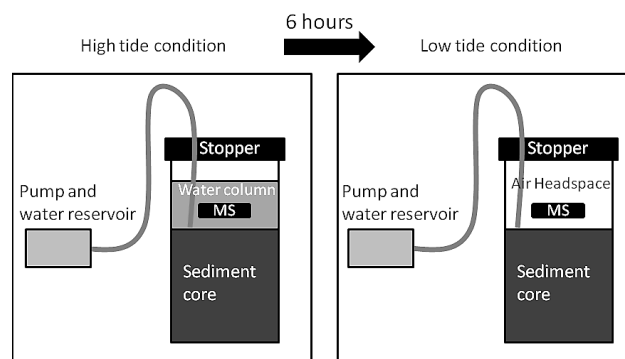 6 hours
High tide condition
Low tide condition
Stopper
Water column
MS
Pump and
water reservoir
Sediment
core
Stopper
Air Headspace
MS
Pump and
water reservoir
Sediment
core